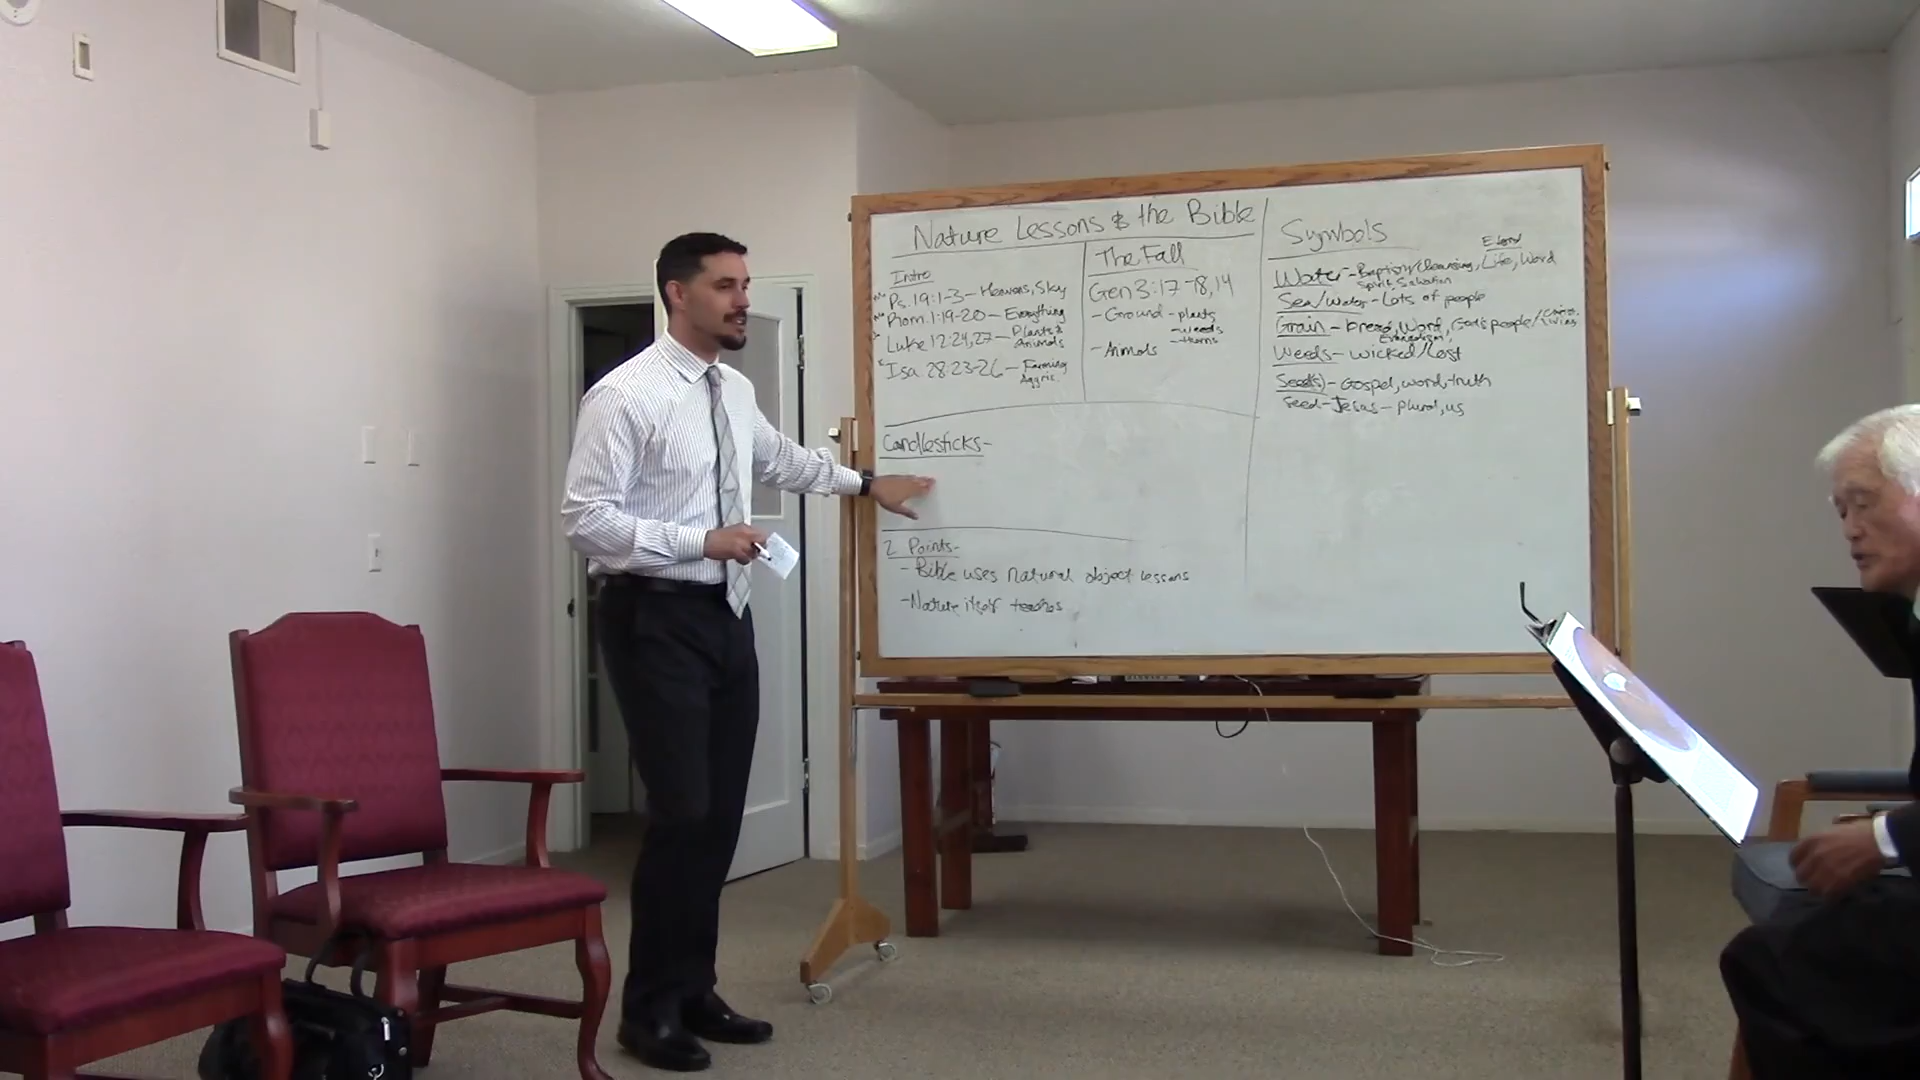 Nature Lessons & the Bible
Intro
Ps. 19:1-3 - Heavens, Sky
Rom. 1:19-20 - Everything
Luke 12:24,27 - Plants &
Animals
Isa. 28:23-26 - Farming
Aggric.
The Fall
Gen 3:17-18, 14
- Ground - plants
- weeds
- thorns
- Animals
Candlesticks-
2 Points-
- Bible uses natural object lessons
- Nature itself teaches
Symbols
Water - Baptism/cleansing, Life, Word
Spirit, Salvation
Sea/water - Lots of people
Grain - bread, Word, God's people/
Evangelism,
Weeds - wicked/lost
Seed(s) - Gospel, word, truth
Seed - Jesus - plural, us